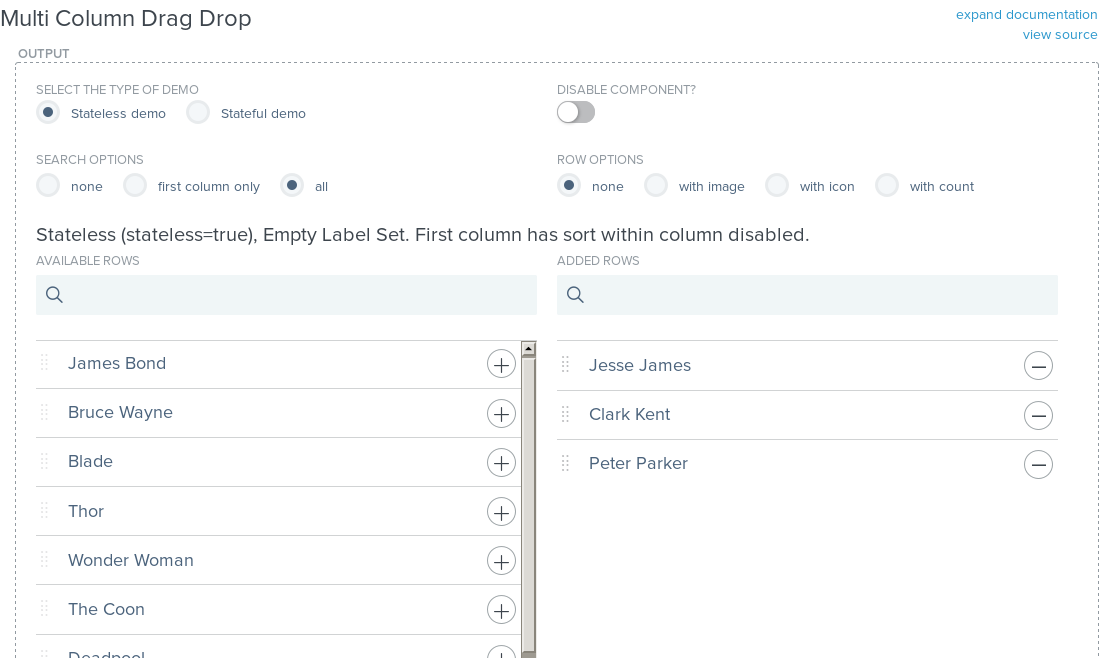 Multi Column Drag Drop
expand documentation
view source
OUTPUT
SELECT THE TYPE OF DEMO
Stateless demo
Stateful demo
DISABLE COMPONENT?
SEARCH OPTIONS
none
first column only
all
ROW OPTIONS
none
with image
with icon
with count
Stateless (stateless=true), Empty Label Set. First column has sort within column disabled.
AVAILABLE ROWS
James Bond
Bruce Wayne
Blade
Thor
Wonder Woman
The Coon
Deadpool
ADDED ROWS
Jesse James
Clark Kent
Peter Parker